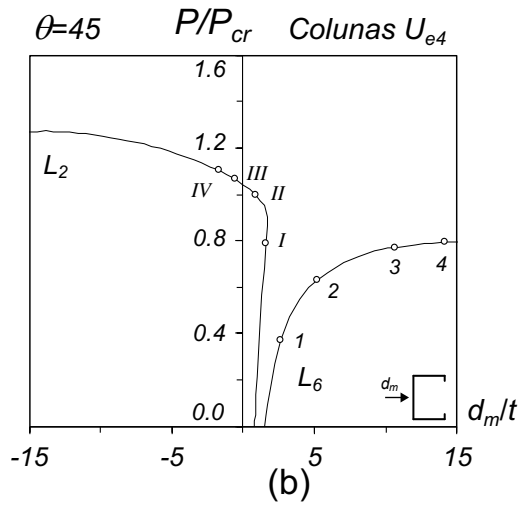 θ=45 P/Pcr Colunas Ue4
1.6
1.2
L2
III
IV
II
0.8
I
4
3
2
0.4
1
L6
dm
0.0
dm/t
-15 -5 5 15
(b)